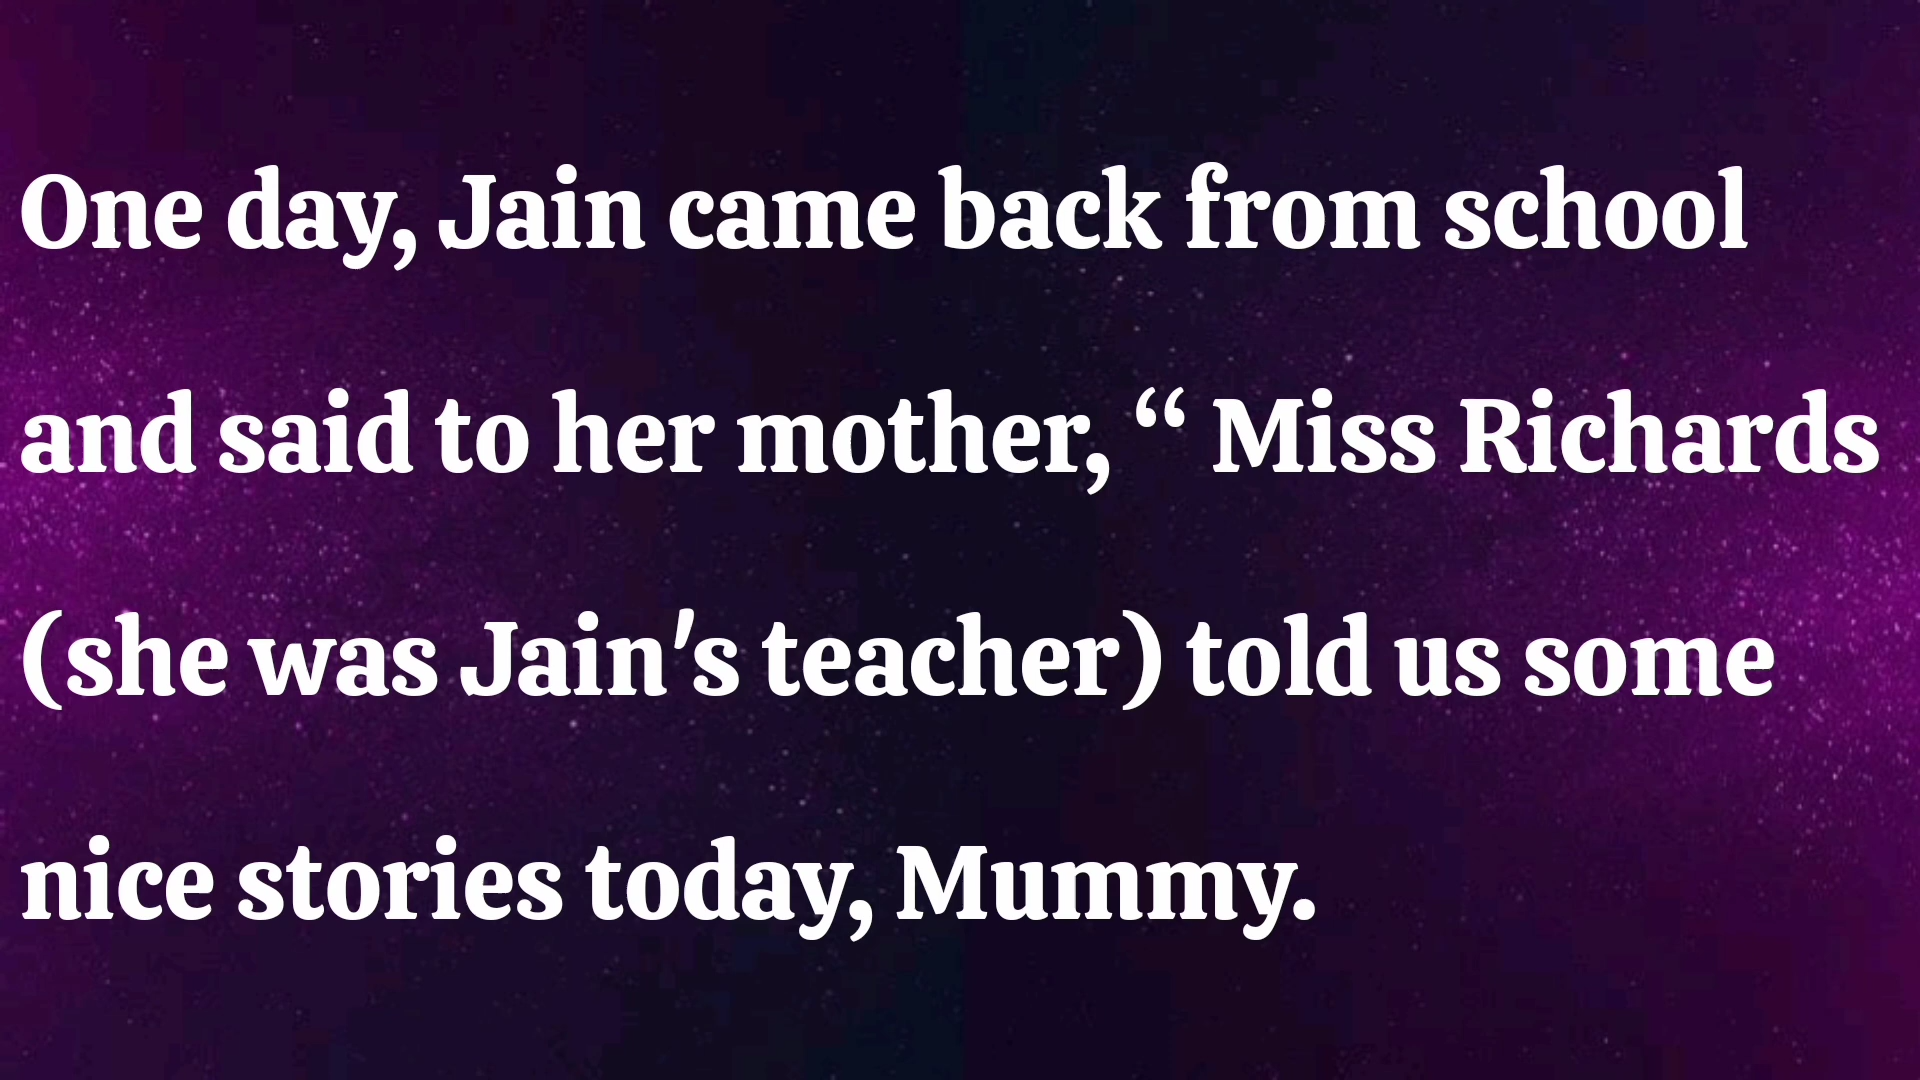 One day, Jain came back from school
and said to her mother, “ Miss Richards
(she was Jain's teacher) told us some
nice stories today, Mummy.